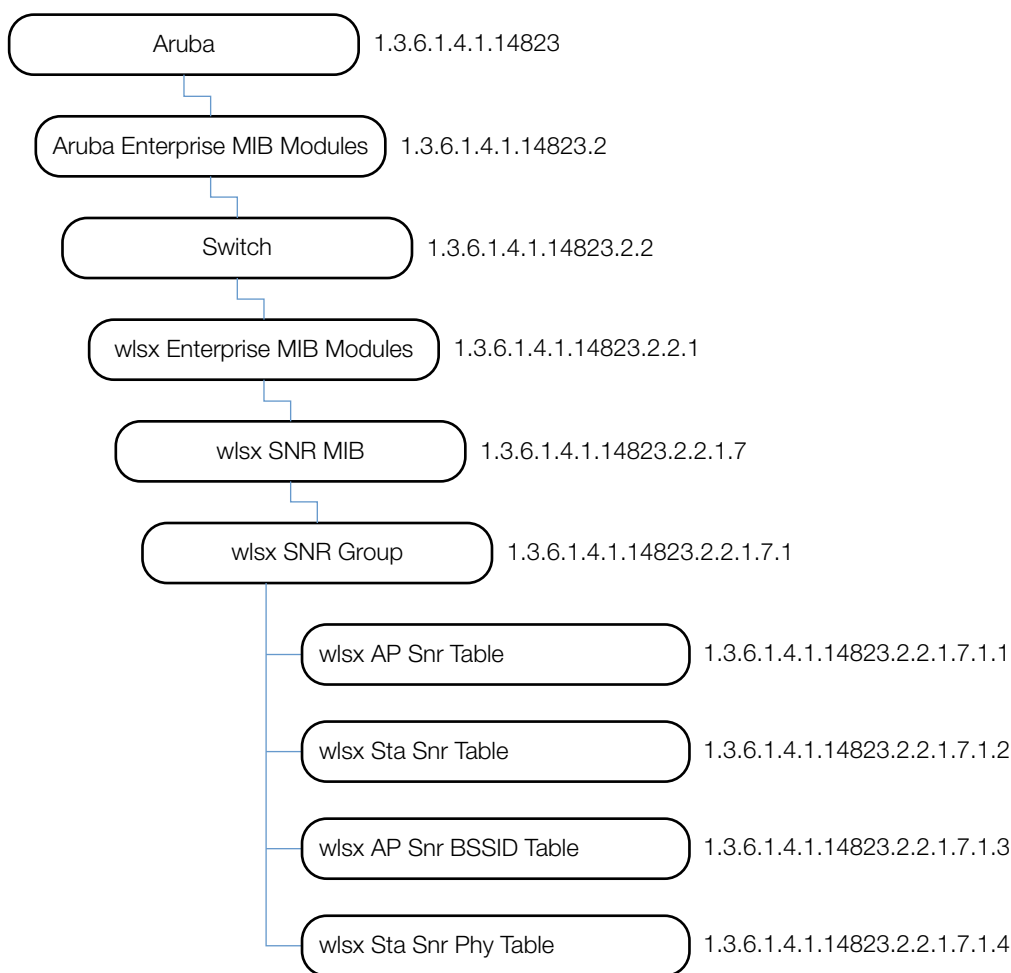 Aruba 1.3.6.1.4.1.14823
Aruba Enterprise MIB Modules 1.3.6.1.4.1.14823.2
Switch 1.3.6.1.4.1.14823.2.2
wlsx Enterprise MIB Modules 1.3.6.1.4.1.14823.2.2.1
wlsx SNR MIB 1.3.6.1.4.1.14823.2.2.1.7
wlsx SNR Group 1.3.6.1.4.1.14823.2.2.1.7.1
wlsx AP Snr Table 1.3.6.1.4.1.14823.2.2.1.7.1.1
wlsx Sta Snr Table 1.3.6.1.4.1.14823.2.2.1.7.1.2
wlsx AP Snr BSSID Table 1.3.6.1.4.1.14823.2.2.1.7.1.3
wlsx Sta Snr Phy Table 1.3.6.1.4.1.14823.2.2.1.7.1.4